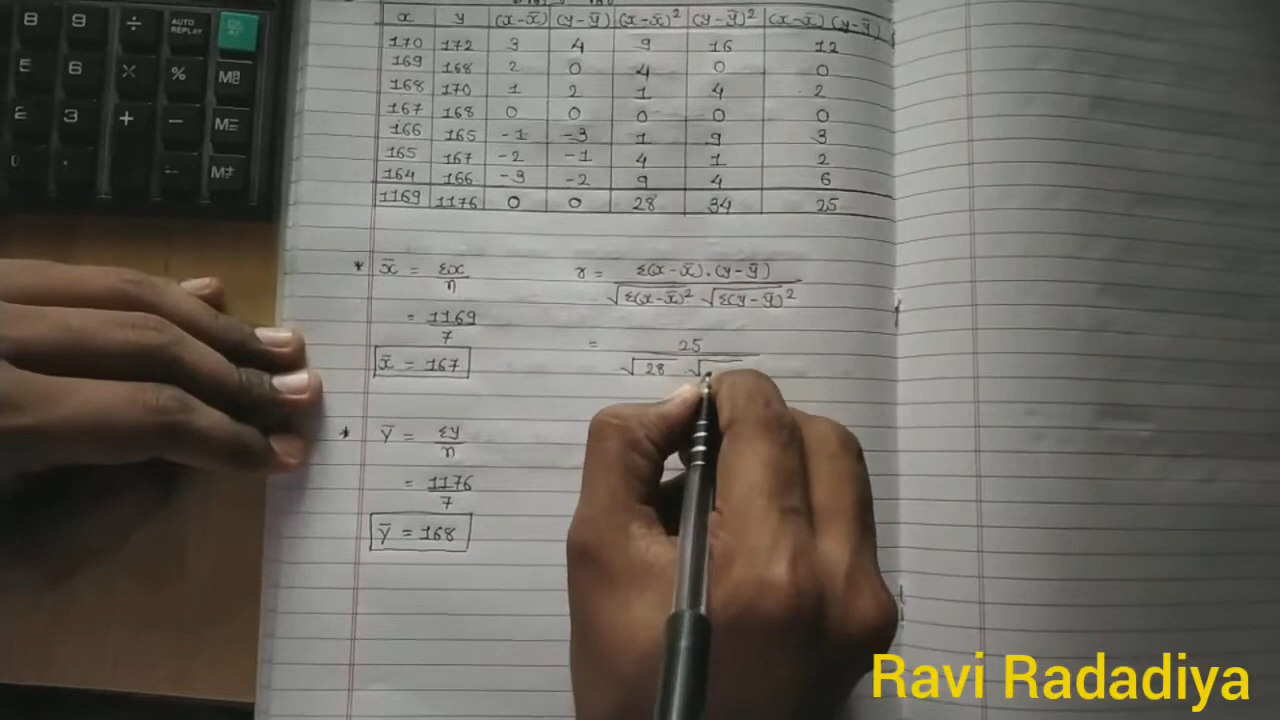 8 9 ÷ AUTO REPLAY
5 6 × % M
2 3 + − M=
− M±
x y (x-x̄) (y-ȳ) (x-x̄)² (y-ȳ)² (x-x̄)(y-ȳ)
170 172 3 4 9 16 12
169 168 2 0 4 0 0
168 170 1 2 1 4 2
167 168 0 0 0 0 0
166 165 -1 -3 1 9 3
165 167 -2 -1 4 1 2
164 166 -3 -2 9 4 6
1169 1176 0 0 28 34 25
* x̄ = Σx/n
= 1169/7
x̄ = 167
r = Σ(x-x̄).(y-ȳ) / √Σ(x-x̄)² √Σ(y-ȳ)²
= 25 / √28 √
* Ȳ = Σy/n
= 1176/7
Ȳ = 168
Ravi Radadiya